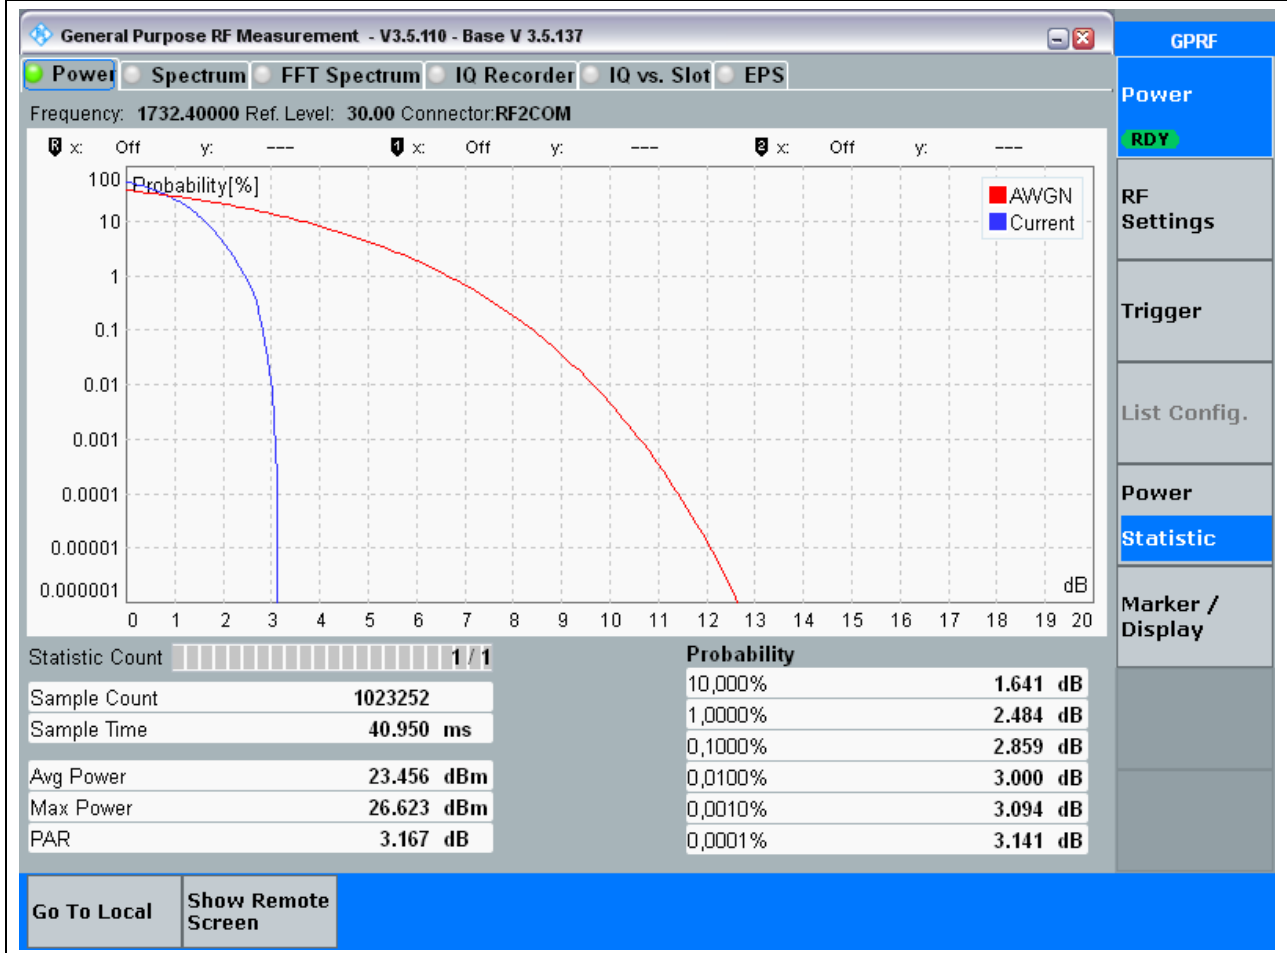 General Purpose RF Measurement - V3.5.110 - Base V 3.5.137
GPRF
Power Spectrum FFT Spectrum IQ Recorder IQ vs. Slot EPS
Frequency: 1732.40000 Ref. Level: 30.00 Connector:RF2COM
R x: Off y: --- 1 x: Off y: --- 2 x: Off y: ---
Probability[%]
AWGN
Current
100
10
1
0.1
0.01
0.001
0.0001
0.00001
0.000001
dB
0 1 2 3 4 5 6 7 8 9 10 11 12 13 14 15 16 17 18 19 20
Statistic Count 1 / 1
Sample Count 1023252
Sample Time 40.950 ms
Avg Power 23.456 dBm
Max Power 26.623 dBm
PAR 3.167 dB
Probability
10,000% 1.641 dB
1,0000% 2.484 dB
0,1000% 2.859 dB
0,0100% 3.000 dB
0,0010% 3.094 dB
0,0001% 3.141 dB
Power
RDY
RF
Settings
Trigger
List Config.
Power
Statistic
Marker /
Display
Go To Local
Show Remote
Screen